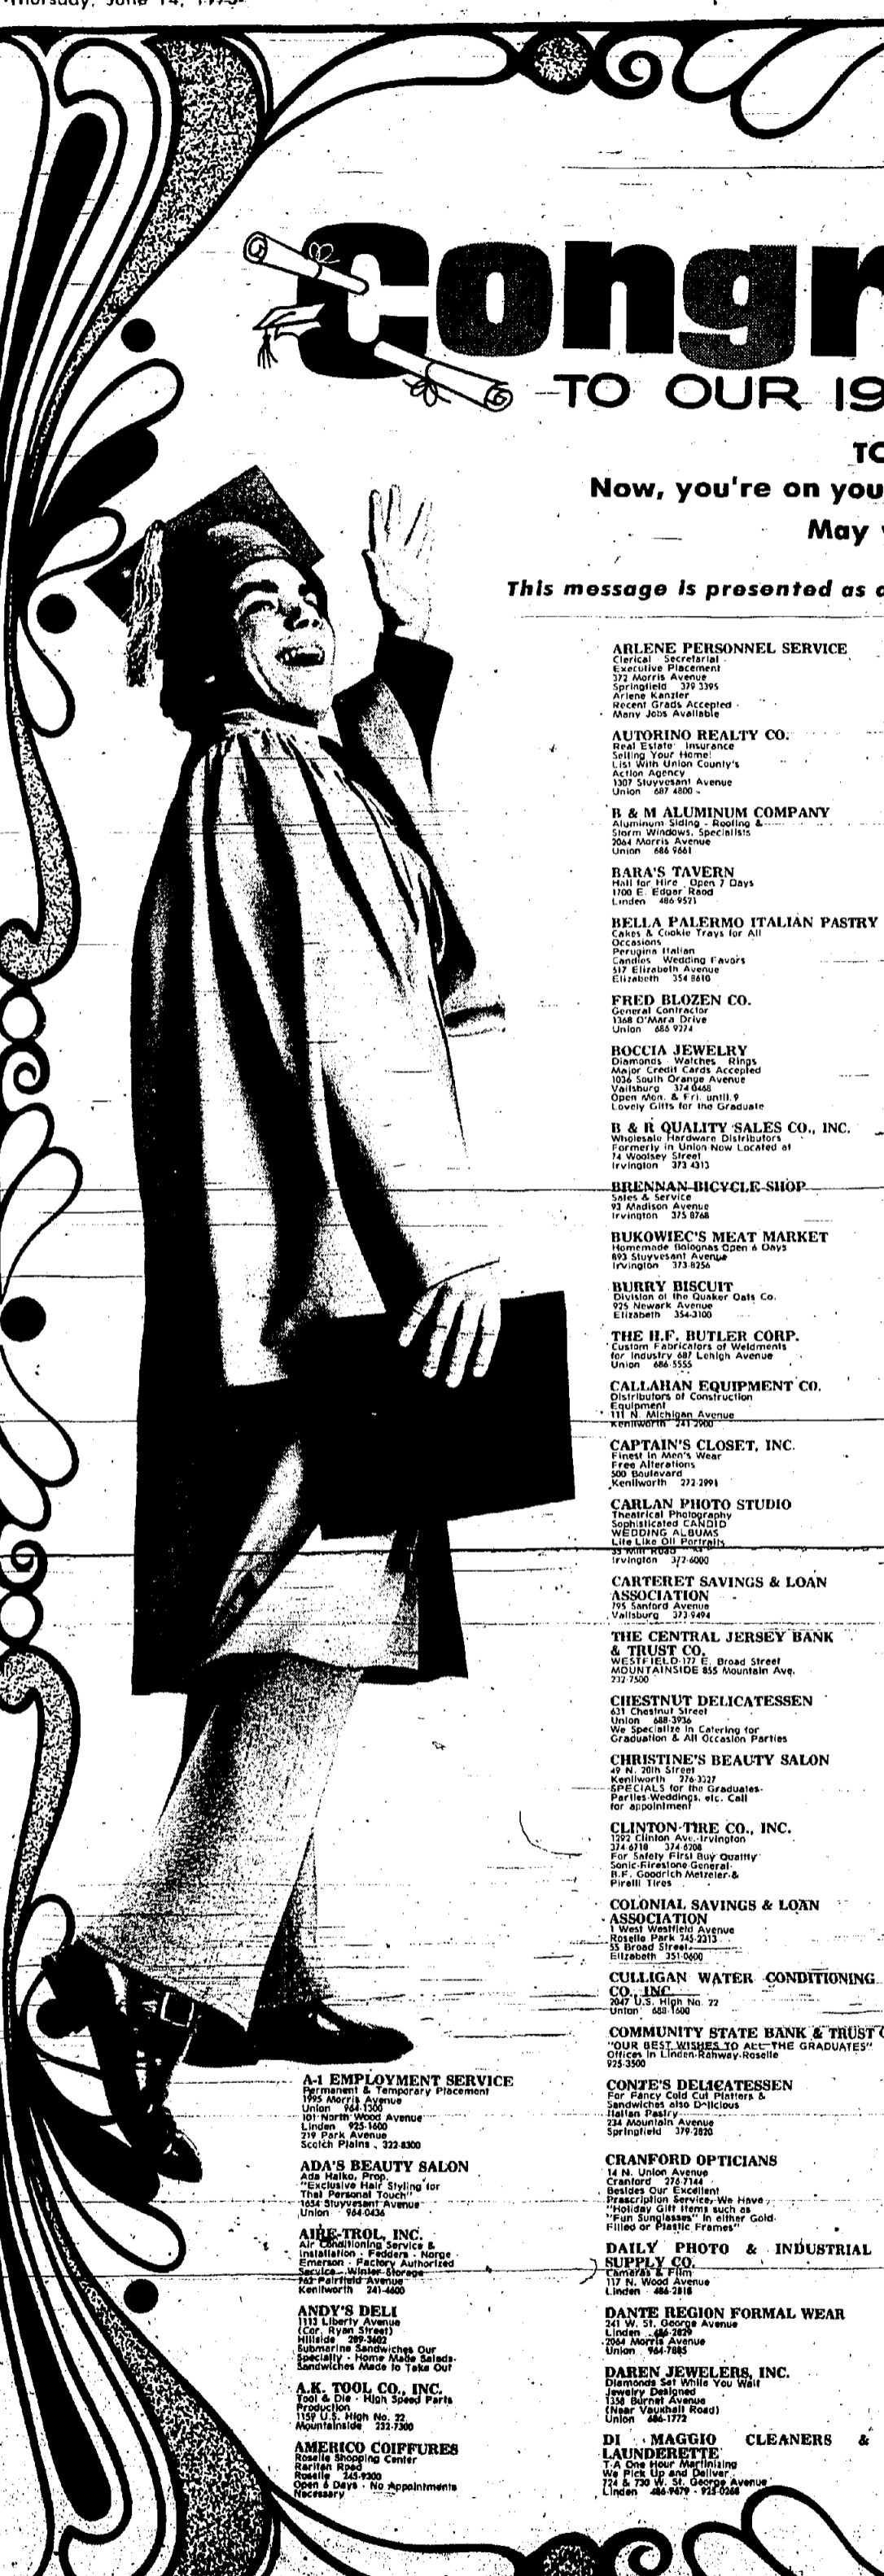 Thursday, June 14, 1973
Congr
TO OUR 19
TO
Now, you're on you
May
This message is presented as a
ARLENE PERSONNEL SERVICE
Clerical Secretarial
Executive Placement
372 Morris Avenue
Springfield 379 3395
Arlene Kanzler
Recent Grads Accepted
Many Jobs Available
AUTORINO REALTY CO.
Real Estate Insurance
Selling Your Home!
List With Union County's
Action Agency
1307 Stuyvesant Avenue
Union 687 4800
B & M ALUMINUM COMPANY
Aluminum Siding - Roofing &
Storm Windows, Specialists
2064 Morris Avenue
Union 686 9661
BARA'S TAVERN
Hall for Hire Open 7 Days
1700 E. Edgar Raod
Linden 486 9521
BELLA PALERMO ITALIAN PASTRY
Cakes & Cookie Trays for All
Occasions
Perugina Italian
Candies Wedding Favors
517 Elizabeth Avenue
Elizabeth 354 8610
FRED BLOZEN CO.
General Contractor
1368 O'Mara Drive
Union 686 9274
BOCCIA JEWELRY
Diamonds Watches Rings
Major Credit Cards Accepted
1036 South Orange Avenue
Vailsburg 374 0468
Open Mon. & Fri. until 9
Lovely Gifts for the Graduate
B & R QUALITY SALES CO., INC.
Wholesale Hardware Distributors
Formerly in Union Now Located at
74 Woolsey Street
Irvington 373 4313
BRENNAN BICYCLE SHOP
Sales & Service
93 Madison Avenue
Irvington 375 8768
BUKOWIEC'S MEAT MARKET
Homemade Bolognas Open 6 Days
893 Stuyvesant Avenue
Irvington 373-8256
BURRY BISCUIT
Division of the Quaker Oats Co.
925 Newark Avenue
Elizabeth 354-3100
THE H.F. BUTLER CORP.
Custom Fabricators of Weldments
for Industry 687 Lehigh Avenue
Union 686-5555
CALLAHAN EQUIPMENT CO.
Distributors of Construction
Equipment
111 N. Michigan Avenue
Kenilworth 241-2900
CAPTAIN'S CLOSET, INC.
Finest in Men's Wear
Free Alterations
500 Boulevard
Kenilworth 272-2991
CARLAN PHOTO STUDIO
Theatrical Photography
Sophisticated CANDID
WEDDING ALBUMS
Life Like Oil Portraits
35 Mill Road
Irvington 377-6000
CARTERET SAVINGS & LOAN
ASSOCIATION
795 Sanford Avenue
Vailsburg 373-9494
THE CENTRAL JERSEY BANK
& TRUST CO.
WESTFIELD-177 E. Broad Street
MOUNTAINSIDE 855 Mountain Ave.
232-7500
CHESTNUT DELICATESSEN
631 Chestnut Street
Union 688-3936
We Specialize in Catering for
Graduation & All Occasion Parties
CHRISTINE'S BEAUTY SALON
49 N. 20th Street
Kenilworth 276-3327
SPECIALS for the Graduates-
Parties-Weddings, etc. Call
for appointment
CLINTON TIRE CO., INC.
1292 Clinton Ave. Irvington
374-6718 374-6208
For Safety First Buy Quality
Sonic-Firestone-General-
B.F. Goodrich Metzeler-&
Pirelli Tires
COLONIAL SAVINGS & LOAN
ASSOCIATION
1 West Westfield Avenue
Roselle Park 245-2313
55 Broad Street
Elizabeth 351-0600
CULLIGAN WATER CONDITIONING
CO., INC.
2047 U.S. High No. 22
Union 688-1600
COMMUNITY STATE BANK & TRUST
"OUR BEST WISHES TO ALL THE GRADUATES"
Offices in Linden-Rahway-Roselle
925-3500
CONTE'S DELICATESSEN
For Fancy Cold Cut Platters &
Sandwiches also D'licious
Italian Pastry
234 Mountain Avenue
Springfield 379-2820
CRANFORD OPTICIANS
14 N. Union Avenue
Cranford 276-7144
Besides Our Excellent
Prescription Service, We Have
"Holiday Gift Items such as
"Fun Sunglasses" in either Gold
Filled or Plastic Frames"
DAILY PHOTO & INDUSTRIAL
SUPPLY CO.
Cameras & Film
117 N. Wood Avenue
Linden 486-2818
DANTE REGION FORMAL WEAR
241 W. St. George Avenue
Linden 486-2829
2064 Morris Avenue
Union 964-7885
DAREN JEWELERS, INC.
Diamonds Set While You Wait
Jewelry Designed
1358 Burnet Avenue
(Near Vauxhall Road)
Union 686-1772
DI MAGGIO CLEANERS &
LAUNDERETTE
T-A One Hour Martinizing
We Pick Up and Deliver
724 & 730 W. St. George Avenue
Linden 486-9679 - 925-0268
A-1 EMPLOYMENT SERVICE
Permanent & Temporary Placement
1995 Morris Avenue
Union 964-1300
101 North Wood Avenue
Linden 925-1600
219 Park Avenue
Scotch Plains 322-8300
ADA'S BEAUTY SALON
Ada Halko, Prop.
"Exclusive Hair Styling for
That Personal Touch"
1654 Stuyvesant Avenue
Union 964-0436
AIRE-TROL, INC.
Air Conditioning Service &
Installation - Fedders - Norge
Emerson - Factory Authorized
Service - Winter Storage
762 Fairfield Avenue
Kenilworth 241-4600
ANDY'S DELI
1113 Liberty Avenue
(Cor. Ryan Street)
Hillside 289-3602
Submarine Sandwiches Our
Specialty - Home Made Salads-
Sandwiches Made to Take Out
A.K. TOOL CO., INC.
Tool & Die - High Speed Parts
Production
1159 U.S. High No. 22
Mountainside 232-7300
AMERICO COIFFURES
Roselle Shopping Center
Raritan Road
Roselle 245-9300
Open 6 Days - No Appointments
Necessary